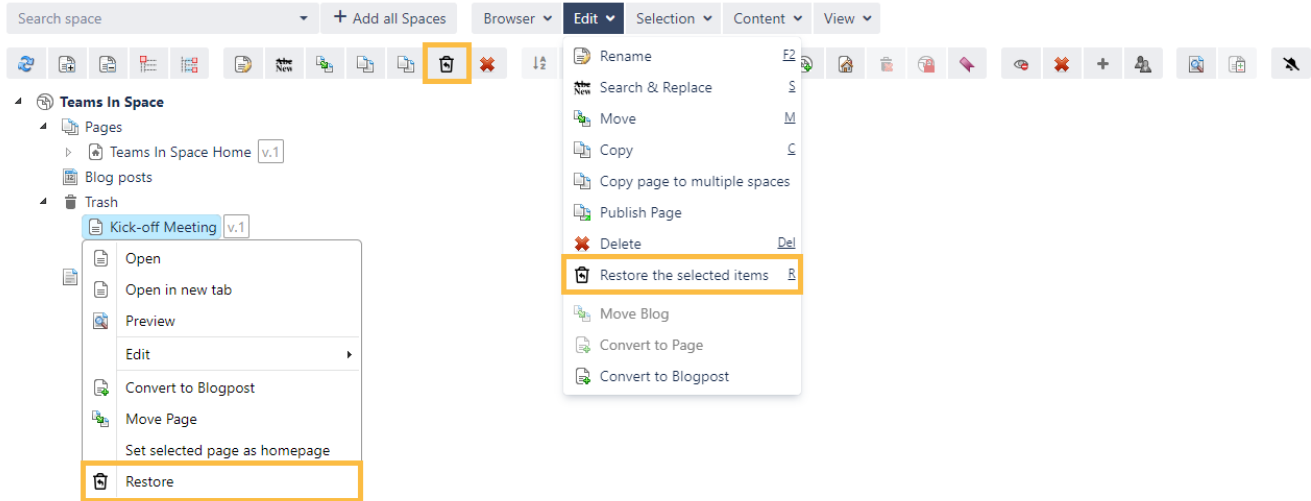 Search space
+ Add all Spaces
Browser
Edit
Selection
Content
View
Abc
New
Teams In Space
Pages
Teams In Space Home v.1
Blog posts
Trash
Kick-off Meeting v.1
Open
Open in new tab
Preview
Edit
Convert to Blogpost
Move Page
Set selected page as homepage
Restore
Rename F2
Search & Replace S
Move M
Copy C
Copy page to multiple spaces
Publish Page
Delete Del
Restore the selected items R
Move Blog
Convert to Page
Convert to Blogpost